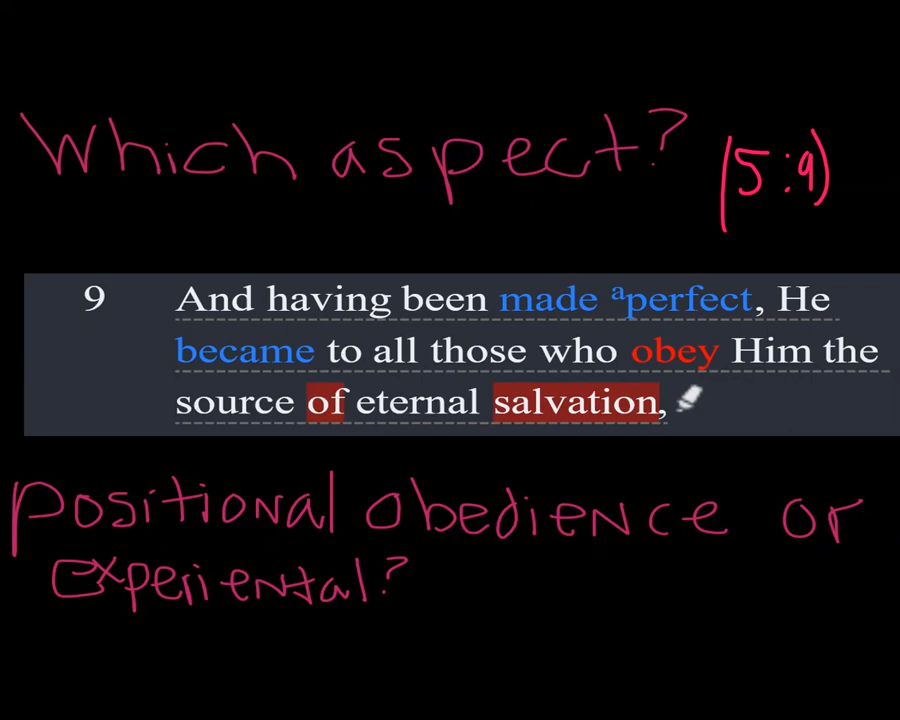 Which aspect? (5:9)
9 And having been made ᵃperfect, He
became to all those who obey Him the
source of eternal salvation,
positional obedience or
experiental?